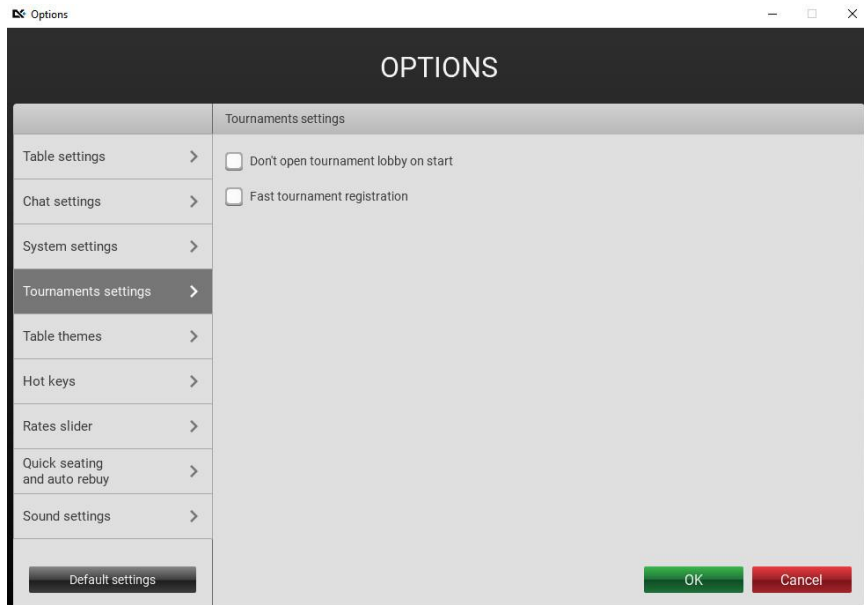 Options
OPTIONS
Tournaments settings
Table settings
Don't open tournament lobby on start
Chat settings
Fast tournament registration
System settings
Tournaments settings
Table themes
Hot keys
Rates slider
Quick seating
and auto rebuy
Sound settings
Default settings
OK
Cancel